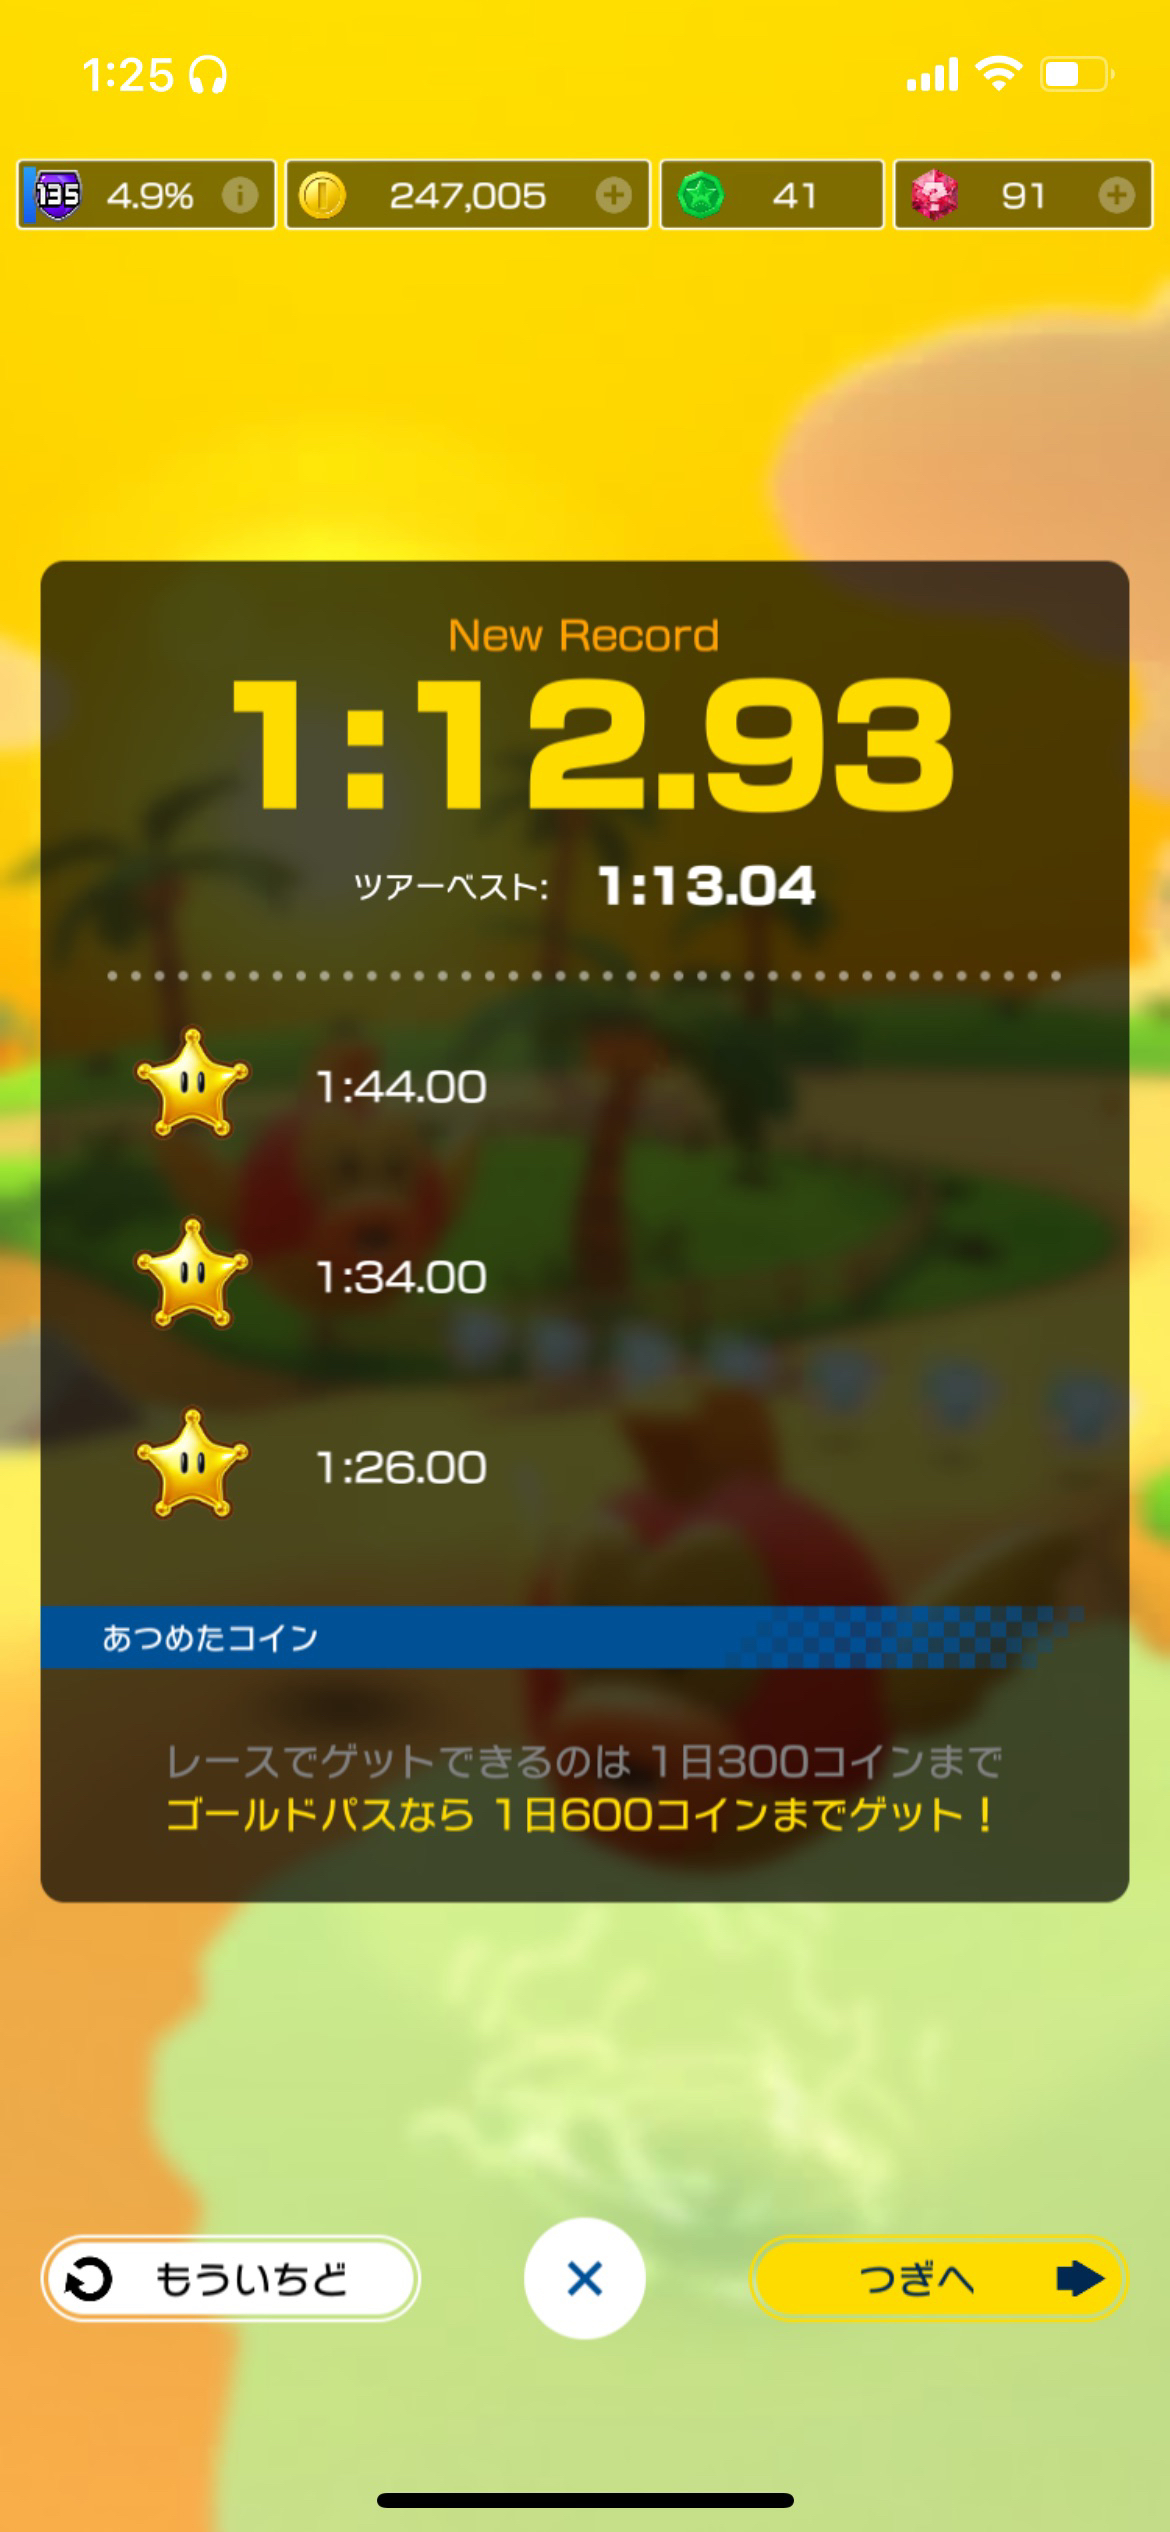 1:25
135 4.9% 247,005 41 91
New Record
1:12.93
ツアーベスト: 1:13.04
1:44.00
1:34.00
1:26.00
あつめたコイン
レースでゲットできるのは 1日300コインまで
ゴールドパスなら 1日600コインまでゲット！
もういちど つぎへ